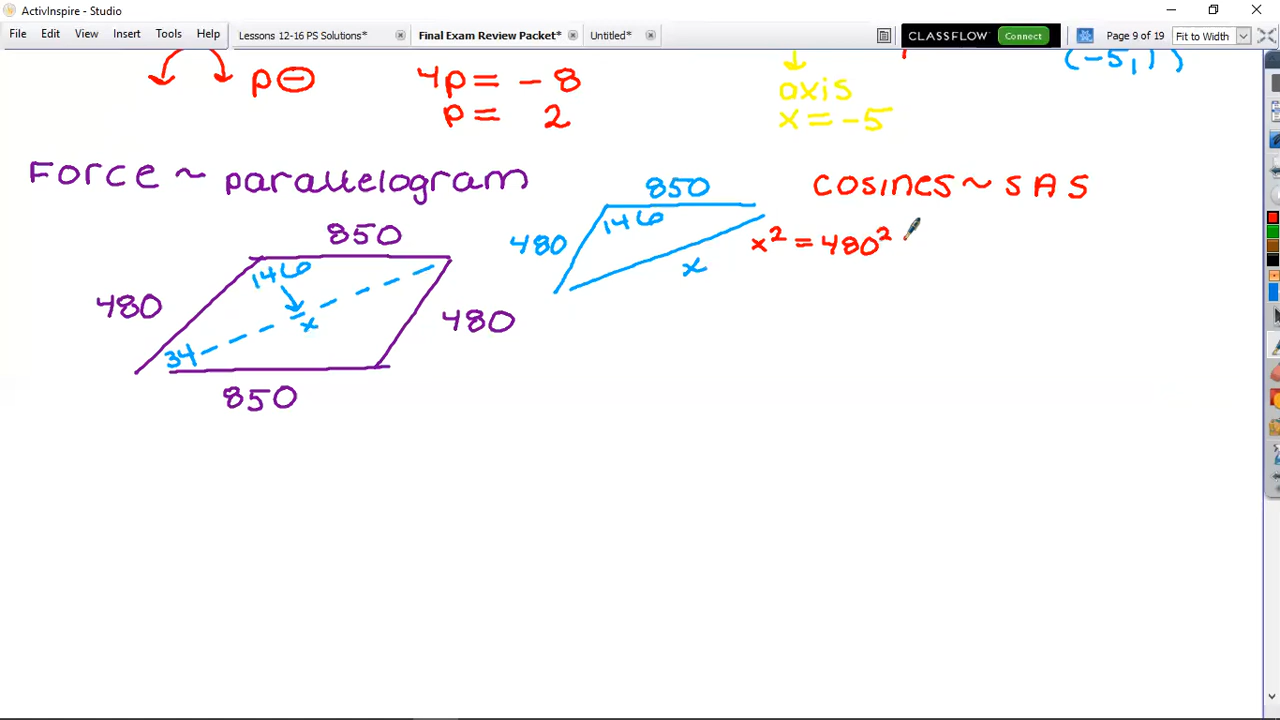 ActivInspire - Studio
File Edit View Insert Tools Help
Lessons 12-16 PS Solutions*
Final Exam Review Packet*
Untitled*
CLASSFLOW Connect
Page 9 of 19
Fit to Width
p⊖
4p = -8
p = 2
axis
x = -5
(-5,1)
Force ~ parallelogram
850
146
480
x
34
480
850
850
146
480
x
cosines ~ SAS
x² = 480²